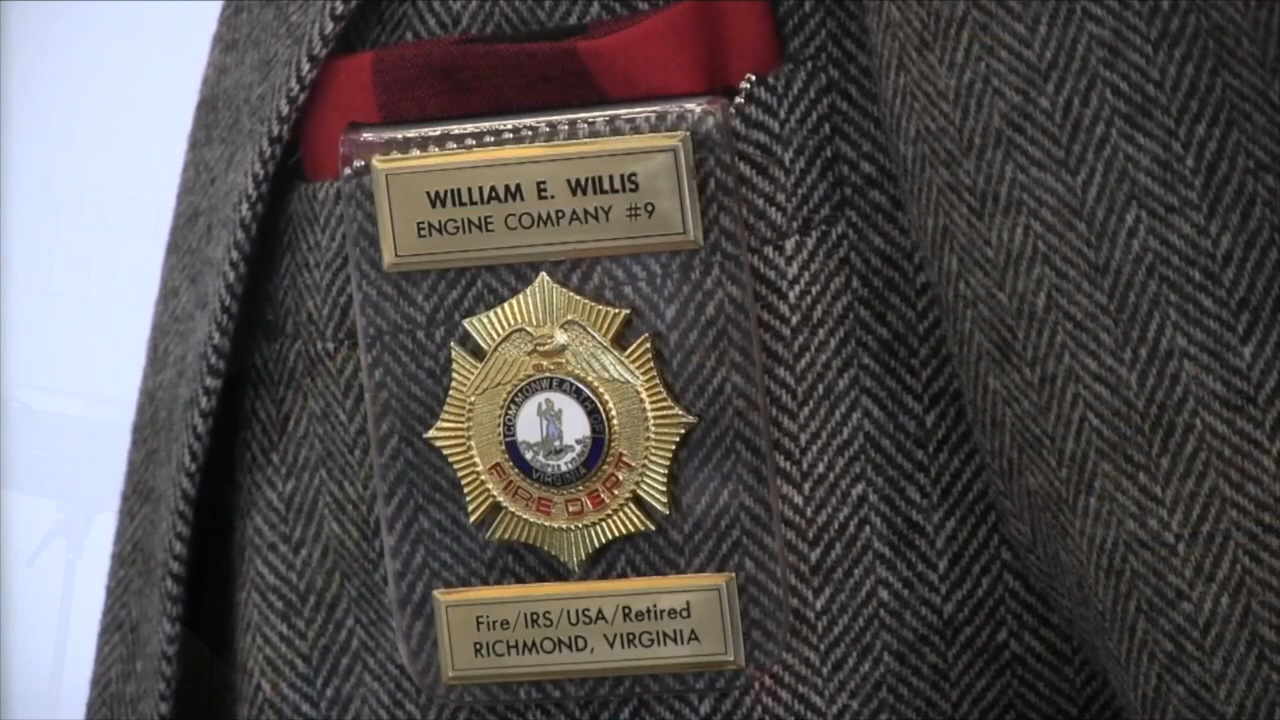 WILLIAM E. WILLIS
ENGINE COMPANY #9
COMMONWEALTH OF
VIRGINIA
FIRE DEPT
Fire/IRS/USA/Retired
RICHMOND, VIRGINIA